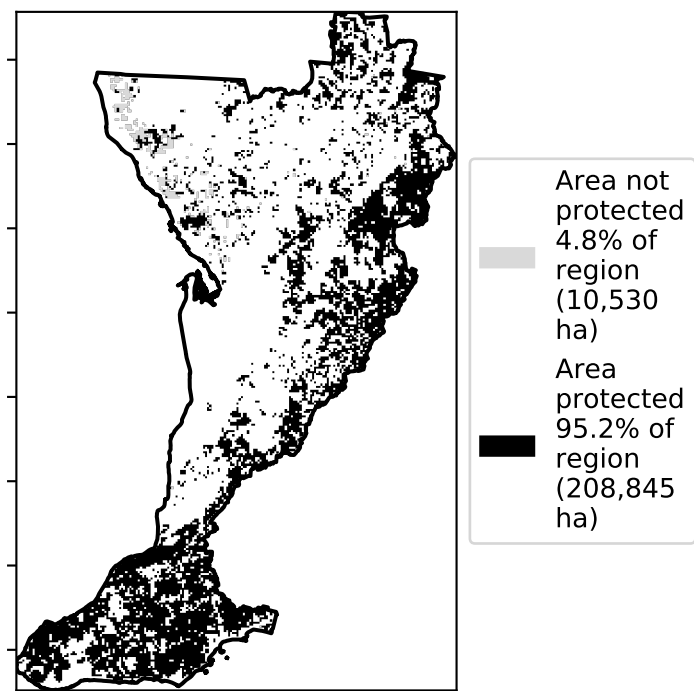 Area not
protected
4.8% of
region
(10,530
ha)
Area
protected
95.2% of
region
(208,845
ha)